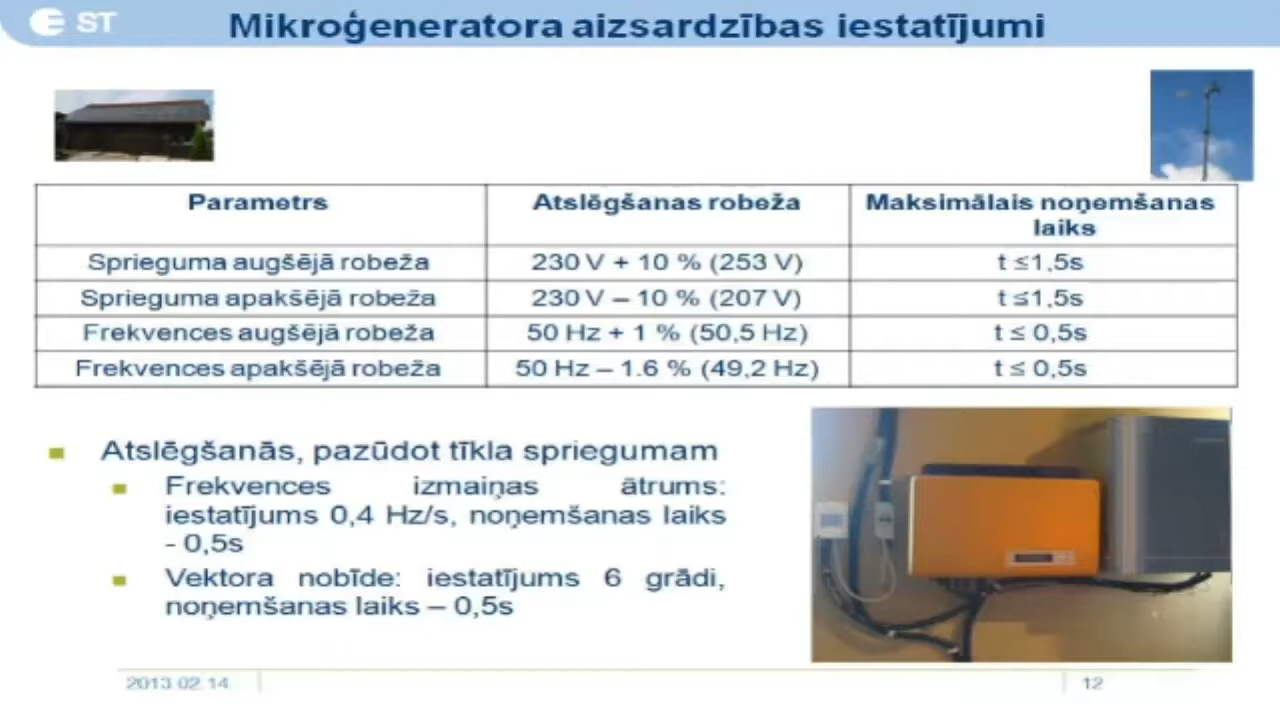 ST
Mikroģeneratora aizsardzības iestatījumi
Parametrs
Atslēgšanas robeža
Maksimālais noņemšanas
laiks
Sprieguma augšējā robeža
230 V + 10 % (253 V)
t ≤1,5s
Sprieguma apakšējā robeža
230 V – 10 % (207 V)
t ≤1,5s
Frekvences augšējā robeža
50 Hz + 1 % (50,5 Hz)
t ≤ 0,5s
Frekvences apakšējā robeža
50 Hz – 1.6 % (49,2 Hz)
t ≤ 0,5s
Atslēgšanās, pazūdot tīkla spriegumam
Frekvences izmaiņas ātrums:
iestatījums 0,4 Hz/s, noņemšanas laiks
- 0,5s
Vektora nobīde: iestatījums 6 grādi,
noņemšanas laiks – 0,5s
2013.02.14.
12